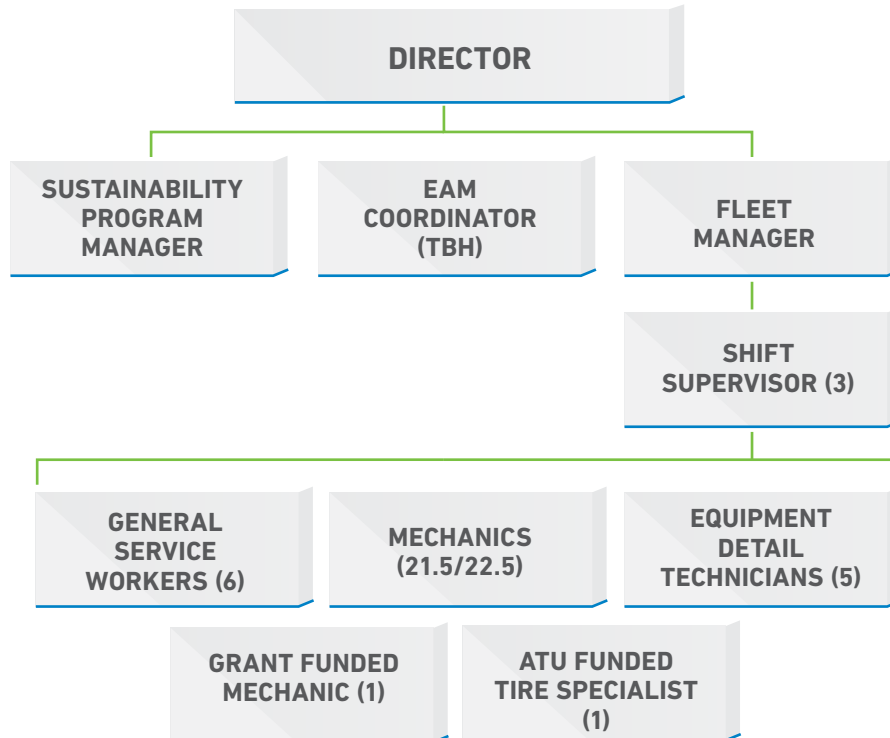 DIRECTOR
SUSTAINABILITY
PROGRAM
MANAGER
EAM
COORDINATOR
(TBH)
FLEET
MANAGER
SHIFT
SUPERVISOR (3)
GENERAL
SERVICE
WORKERS (6)
MECHANICS
(21.5/22.5)
EQUIPMENT
DETAIL
TECHNICIANS (5)
GRANT FUNDED
MECHANIC (1)
ATU FUNDED
TIRE SPECIALIST
(1)